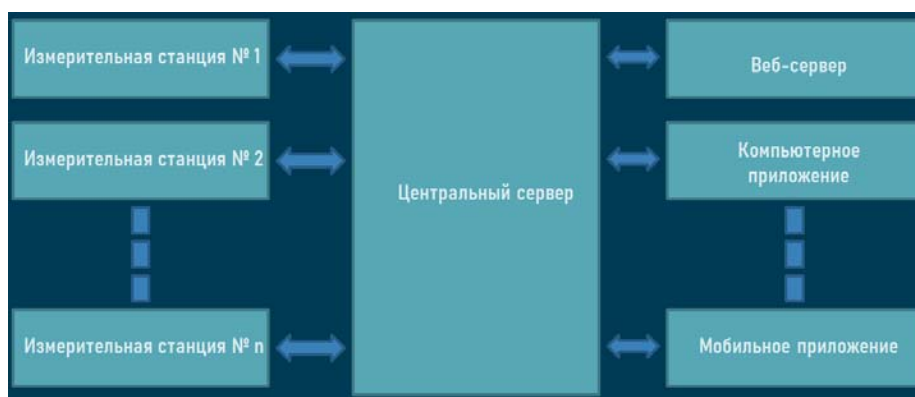 Измерительная станция № 1
Веб-сервер
Измерительная станция № 2
Компьютерное
приложение
Центральный сервер
Измерительная станция № n
Мобильное приложение